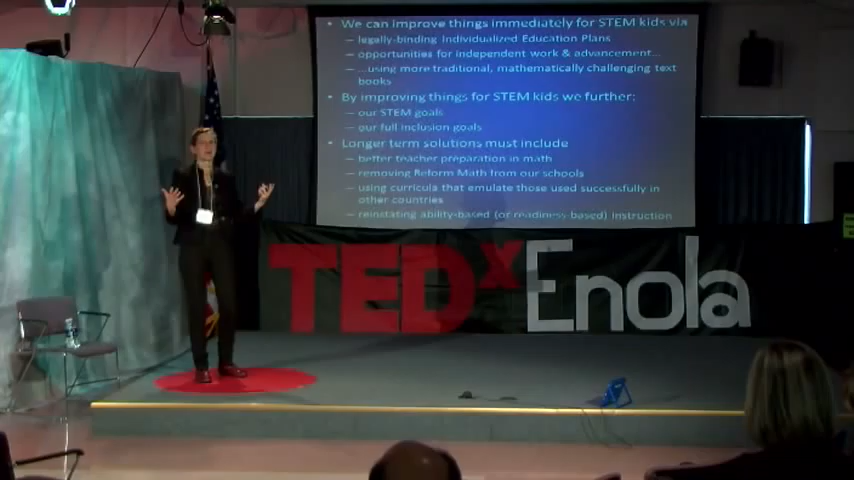 • We can improve things immediately for STEM kids via
– legally-binding Individualized Education Plans
– opportunities for independent work & advancement...
– ...using more traditional, mathematically challenging text
books
• By improving things for STEM kids we further:
– our STEM goals
– our full inclusion goals
• Longer term solutions must include
– better teacher preparation in math
– removing Reform Math from our schools
– using curricula that emulate those used successfully in
other countries
– reinstating ability-based (or readiness-based) instruction
TEDx Enola